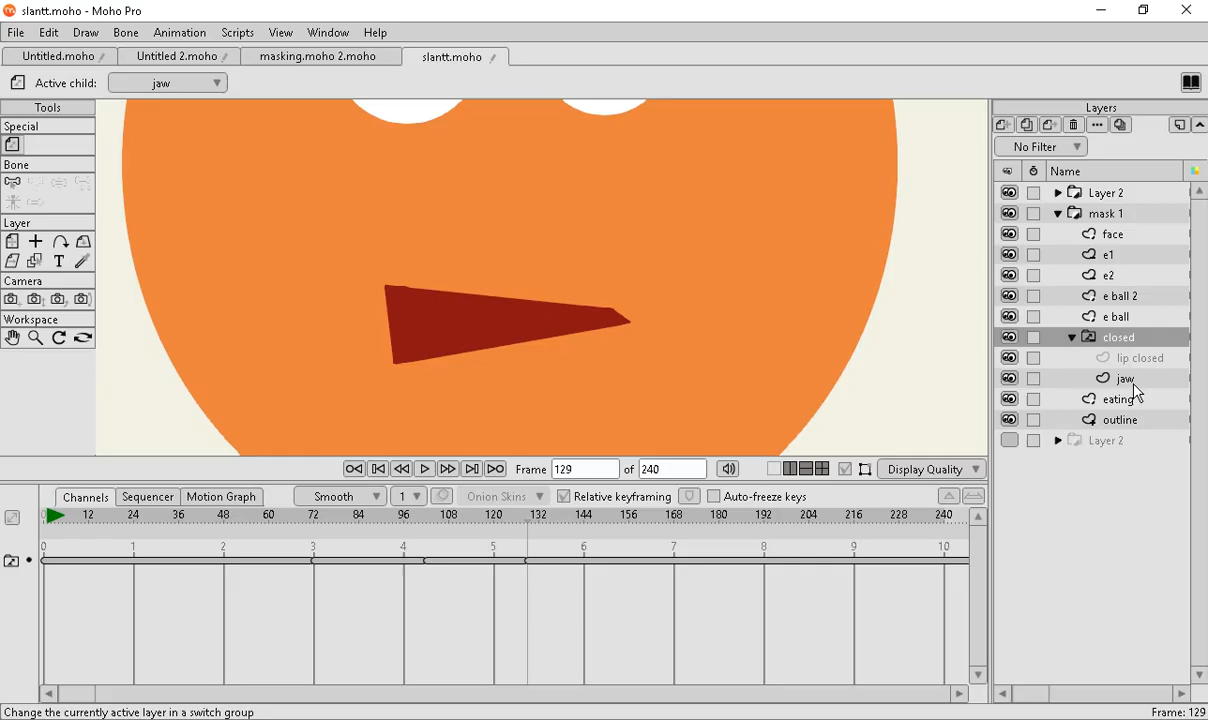 slantt.moho - Moho Pro
File Edit Draw Bone Animation Scripts View Window Help
Untitled.moho Untitled 2.moho masking.moho 2.moho slantt.moho
Active child: jaw
Tools
Special
Bone
Layer
T
Camera
Workspace
Layers
No Filter
Name
Layer 2
mask 1
face
e1
e2
e ball 2
e ball
closed
lip closed
jaw
eating
outline
Layer 2
Frame 129 of 240 Display Quality
Channels Sequencer Motion Graph Smooth 1 Onion Skins Relative keyframing Auto-freeze keys
0 12 24 36 48 60 72 84 96 108 120 132 144 156 168 180 192 204 216 228 240
0 1 2 3 4 5 6 7 8 9 10
Change the currently active layer in a switch group Frame: 129